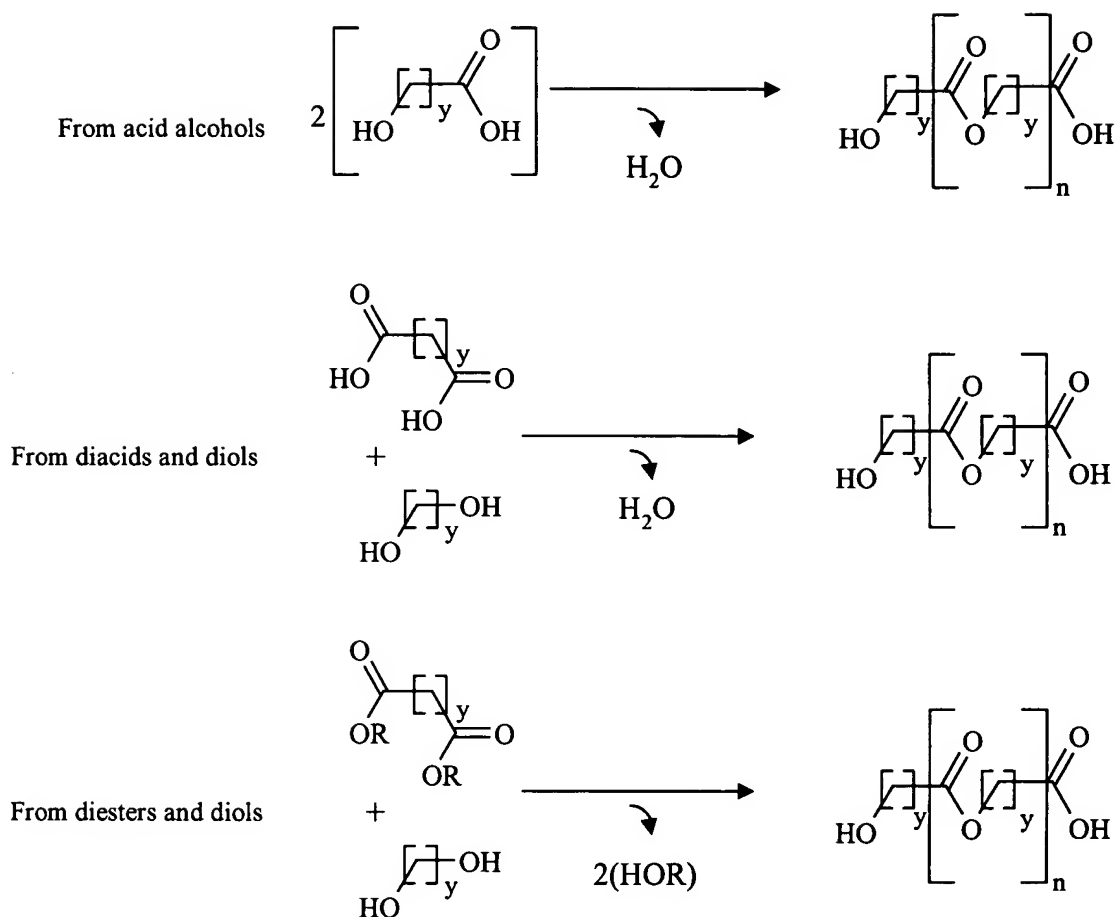 From acid alcohols
2
O
HO
y
OH
H₂O
O
O
HO
y
O
y
OH
n
From diacids and diols
O
HO
y
HO
O
+
OH
HO
y
H₂O
O
O
HO
y
O
y
OH
n
From diesters and diols
O
OR
y
OR
O
+
OH
HO
y
2(HOR)
O
O
HO
y
O
y
OH
n